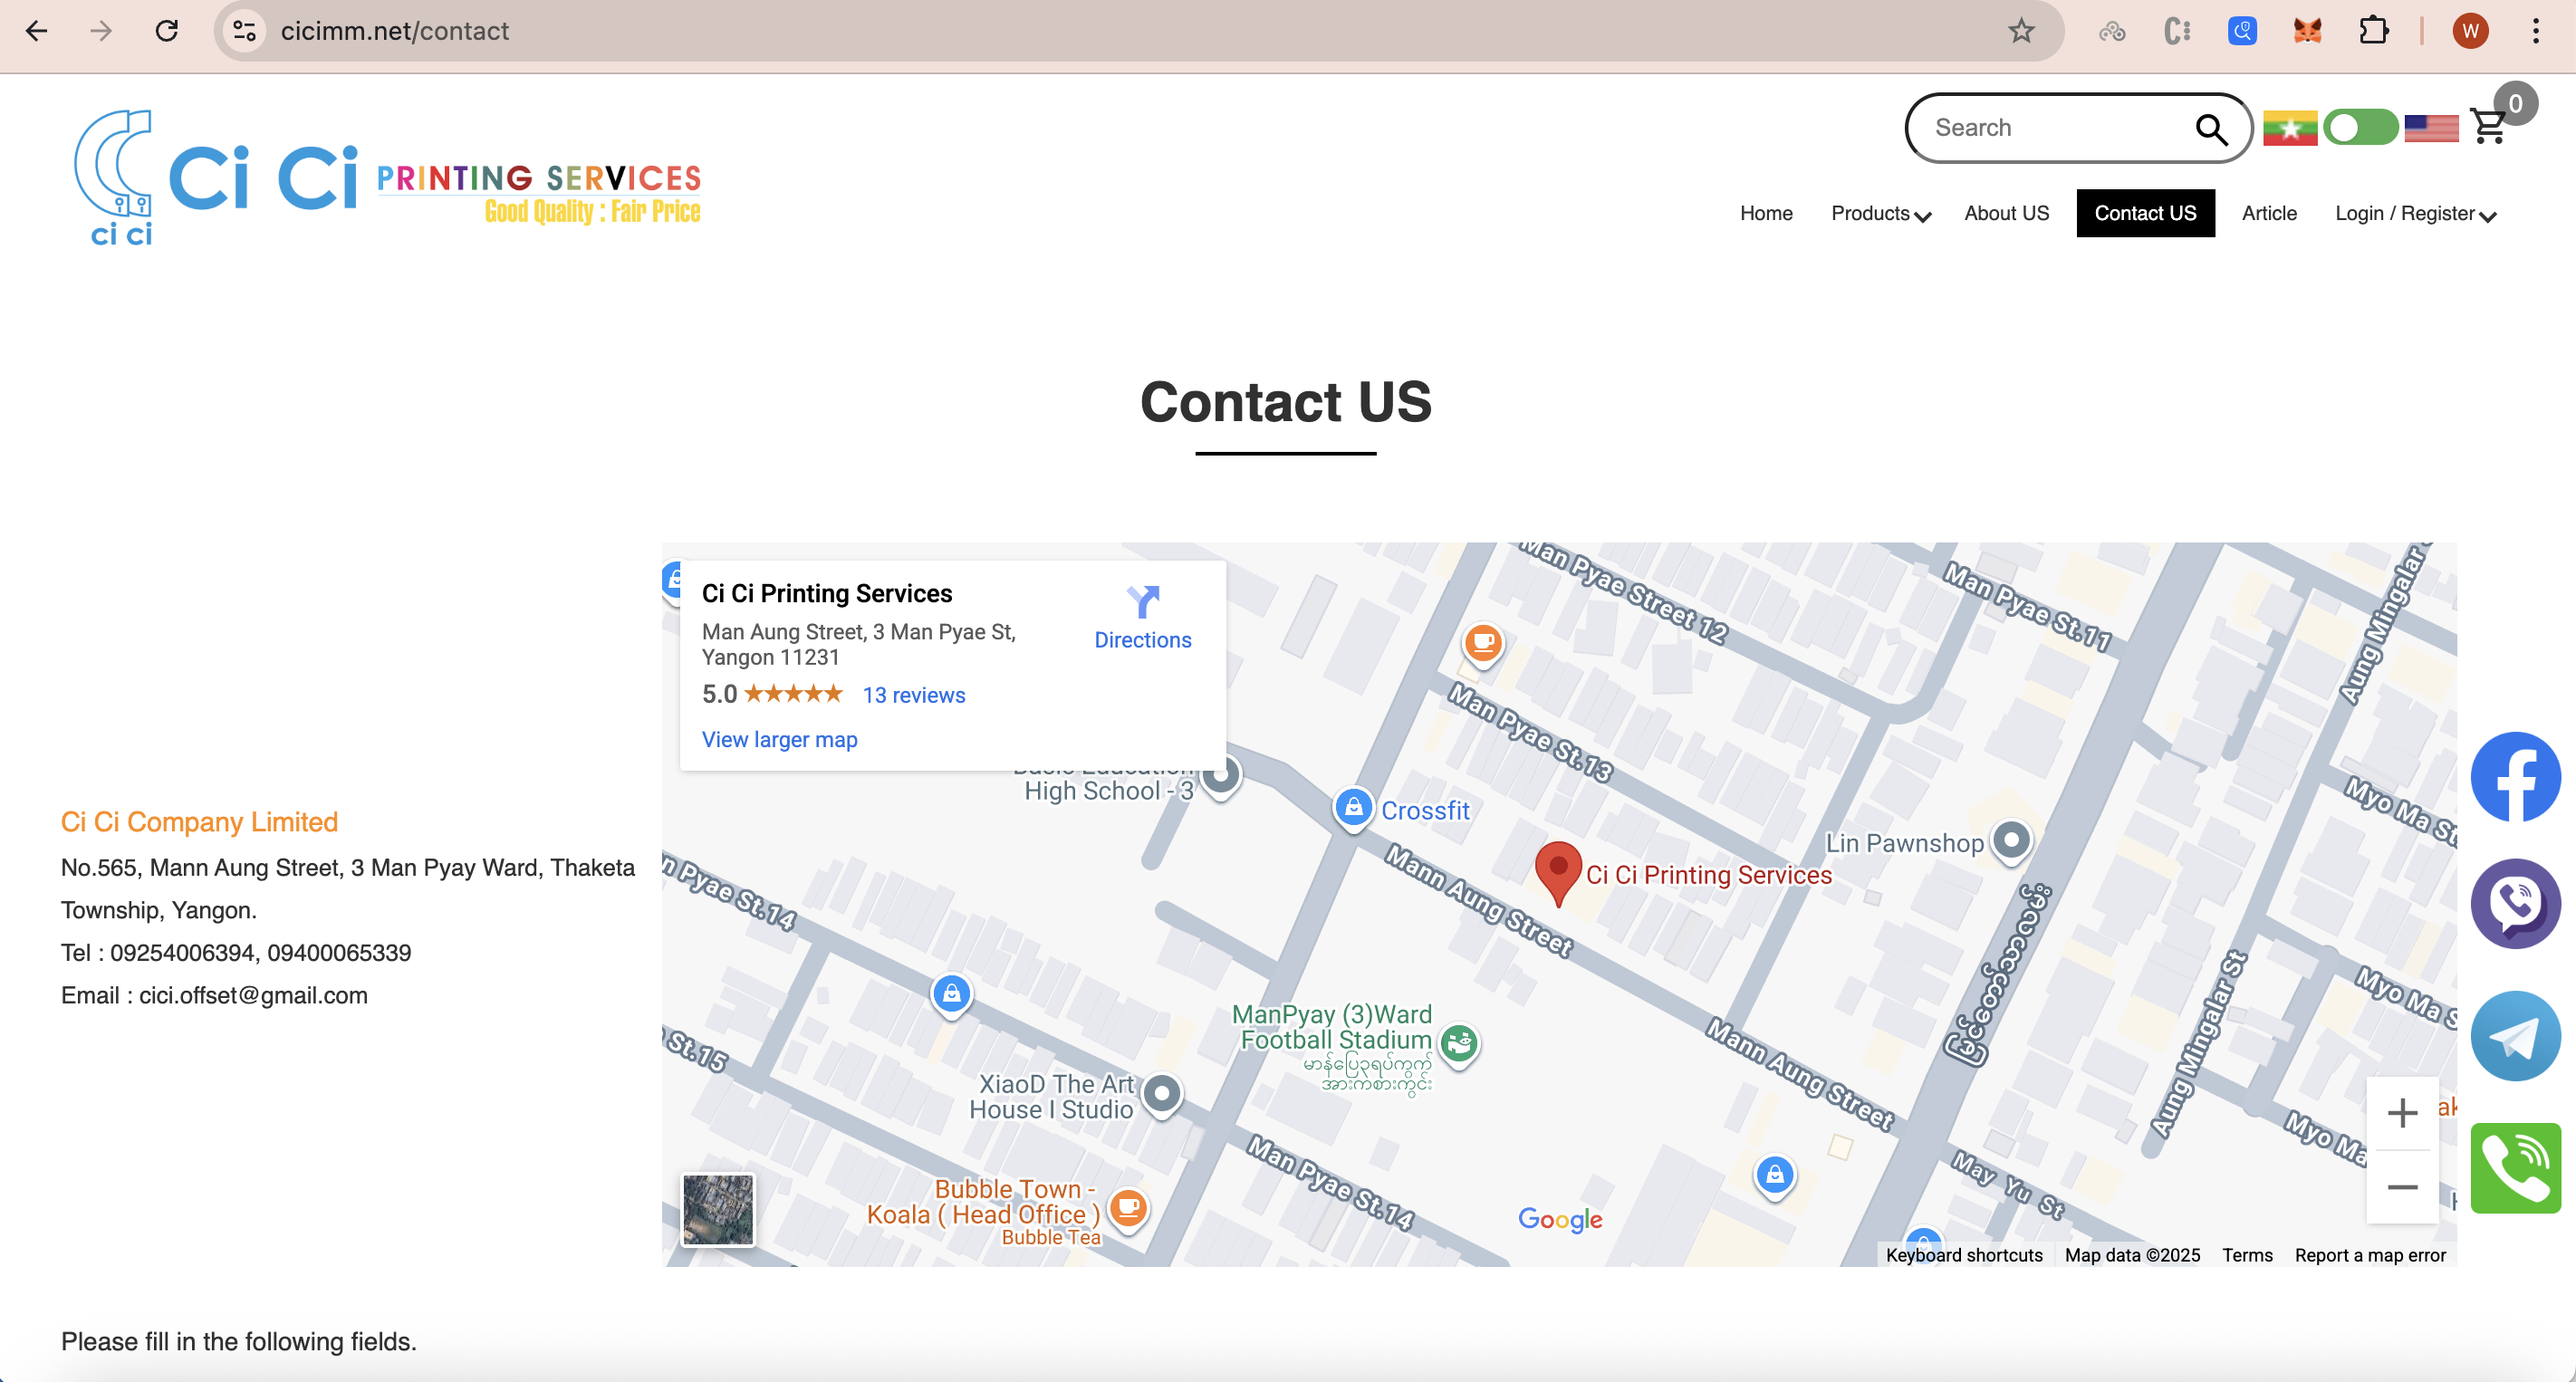 cicimm.net/contact
W
ci ci
Ci Ci PRINTING SERVICES
Good Quality : Fair Price
Search
0
Home
Products
About US
Contact US
Article
Login / Register
Contact US
Ci Ci Printing Services
Man Aung Street, 3 Man Pyae St,
Yangon 11231
5.0
13 reviews
View larger map
Directions
Ci Ci Company Limited
No.565, Mann Aung Street, 3 Man Pyay Ward, Thaketa
Township, Yangon.
Tel : 09254006394, 09400065339
Email : cici.offset@gmail.com
Man Pyae Street 12
Man Pyae St.11
Aung Mingalar
Man Pyae St.13
Basic Education
High School - 3
Crossfit
Lin Pawnshop
Myo Ma St
Ci Ci Printing Services
Mann Aung Street
n Pyae St.14
ManPyay (3)Ward
Football Stadium
မာန်ပြေ၃ရပ်ကွက်
အားကစားကွင်း
Myo Ma S
Aung Mingalar St
Mann Aung Street
St.15
XiaoD The Art
House I Studio
Man Pyae St.14
Myo Ma
May Yu St
Bubble Town -
Koala ( Head Office )
Bubble Tea
Google
Keyboard shortcuts
Map data ©2025
Terms
Report a map error
Please fill in the following fields.